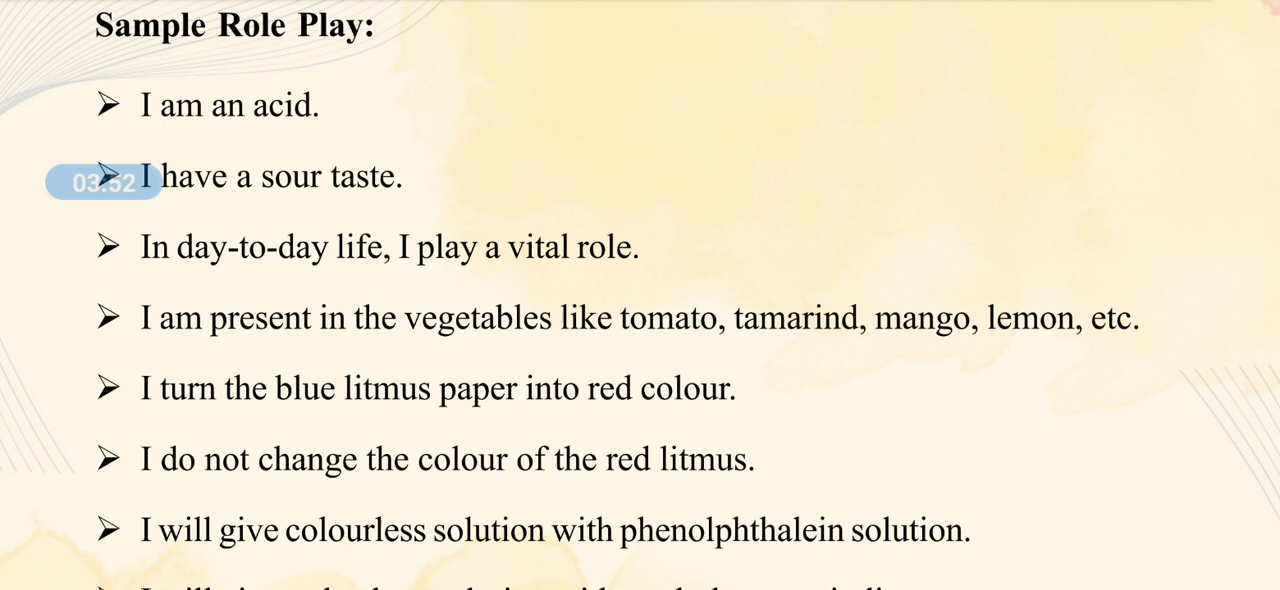 Sample Role Play:
➢ I am an acid.
➢ I have a sour taste.
03:52
➢ In day-to-day life, I play a vital role.
➢ I am present in the vegetables like tomato, tamarind, mango, lemon, etc.
➢ I turn the blue litmus paper into red colour.
➢ I do not change the colour of the red litmus.
➢ I will give colourless solution with phenolphthalein solution.